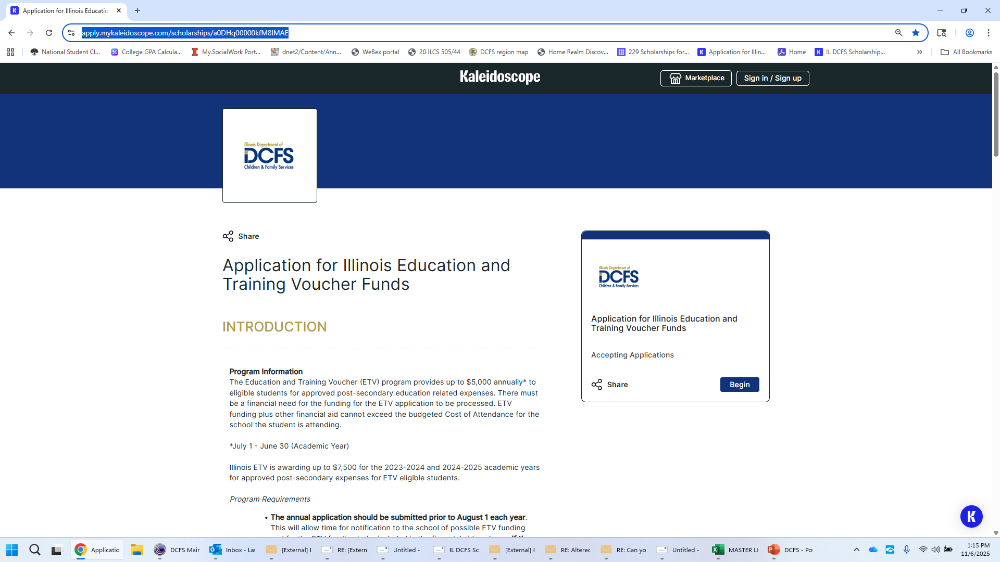 Application for Illinois Educatio
apply.mykaleidoscope.com/scholarships/a0DHq00000kfM8IMAE
National Student Cl...
College GPA Calcula...
My.SocialWork Port...
dnet2/Content/Ann...
WeBex portal
20 ILCS 505/44
DCFS region map
Home Realm Discov...
229 Scholarships for...
Application for Illin...
Home
IL DCFS Scholarship...
All Bookmarks
Kaleidoscope
Marketplace
Sign in / Sign up
Illinois Department of
DCFS
Children & Family Services
Share
Application for Illinois Education and
Training Voucher Funds
INTRODUCTION
Program Information
The Education and Training Voucher (ETV) program provides up to $5,000 annually* to
eligible students for approved post-secondary education related expenses. There must
be a financial need for the funding for the ETV application to be processed. ETV
funding plus other financial aid cannot exceed the budgeted Cost of Attendance for the
school the student is attending.
*July 1 - June 30 (Academic Year)
Illinois ETV is awarding up to $7,500 for the 2023-2024 and 2024-2025 academic years
for approved post-secondary expenses for ETV eligible students.
Program Requirements
• The annual application should be submitted prior to August 1 each year.
This will allow time for notification to the school of possible ETV funding
Illinois Department of
DCFS
Children & Family Services
Application for Illinois Education and
Training Voucher Funds
Accepting Applications
Share
Begin
K
Applicatio
DCFS Mair
Inbox - Lau
[External] I
RE: [Extern
Untitled -
IL DCFS Sc
[External] I
RE: Alterec
RE: Can yo
Untitled -
MASTER LO
DCFS - Po:
1:15 PM
11/6/2025